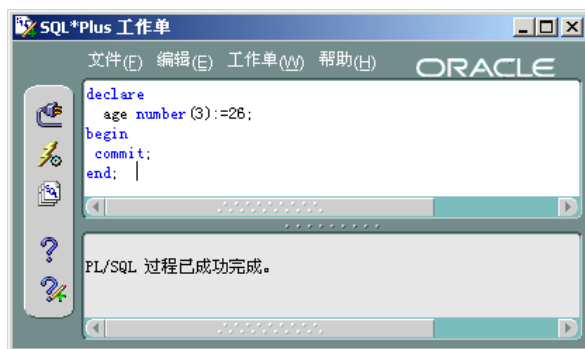 SQL*Plus 工作单
文件(F) 编辑(E) 工作单(W) 帮助(H) ORACLE
declare
age number(3):=26;
begin
commit;
end;
PL/SQL 过程已成功完成。